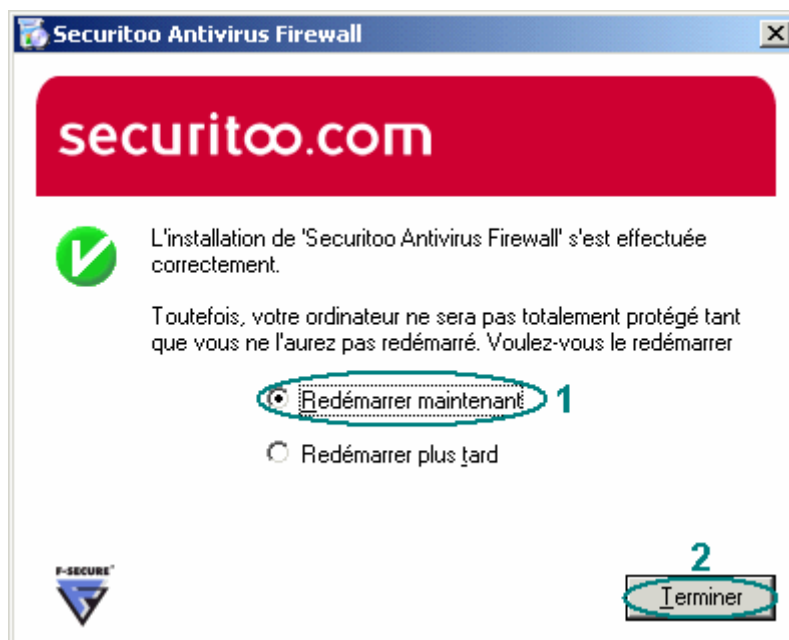 Securitoo Antivirus Firewall
securitoo.com
L'installation de 'Securitoo Antivirus Firewall' s'est effectuée
correctement.
Toutefois, votre ordinateur ne sera pas totalement protégé tant
que vous ne l'aurez pas redémarré. Voulez-vous le redémarrer
Redémarrer maintenant 1
Redémarrer plus tard
F-SECURE
2
Terminer